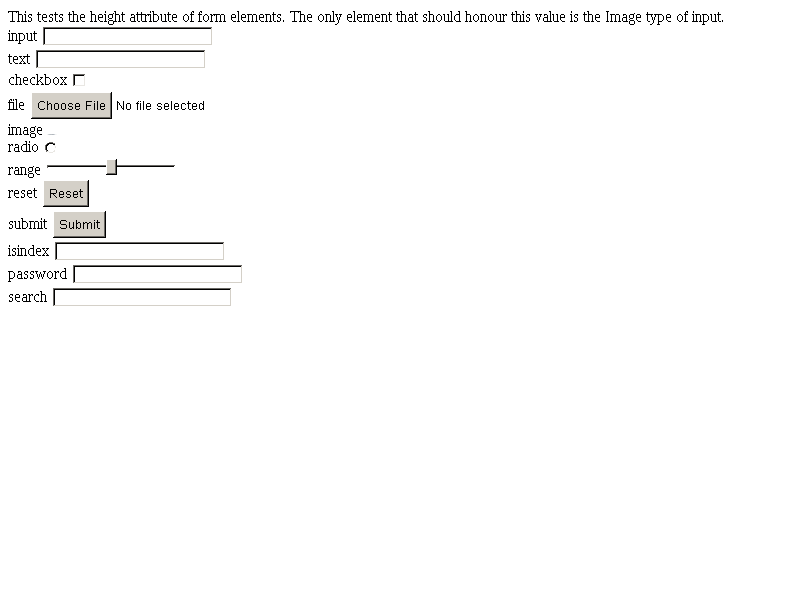 This tests the height attribute of form elements. The only element that should honour this value is the Image type of input.
input
text
checkbox
file Choose File No file selected
image
radio
range
reset Reset
submit Submit
isindex
password
search